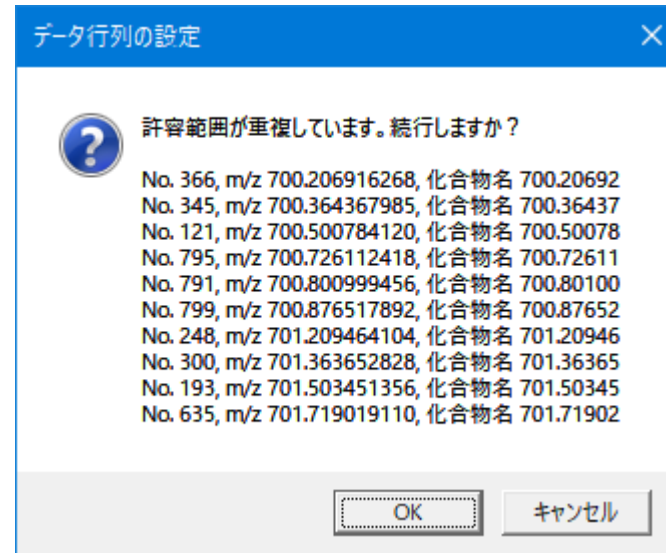 データ行列の設定
許容範囲が重複しています。続行しますか？
No. 366, m/z 700.206916268, 化合物名 700.20692
No. 345, m/z 700.364367985, 化合物名 700.36437
No. 121, m/z 700.500784120, 化合物名 700.50078
No. 795, m/z 700.726112418, 化合物名 700.72611
No. 791, m/z 700.800999456, 化合物名 700.80100
No. 799, m/z 700.876517892, 化合物名 700.87652
No. 248, m/z 701.209464104, 化合物名 701.20946
No. 300, m/z 701.363652828, 化合物名 701.36365
No. 193, m/z 701.503451356, 化合物名 701.50345
No. 635, m/z 701.719019110, 化合物名 701.71902
OK
キャンセル